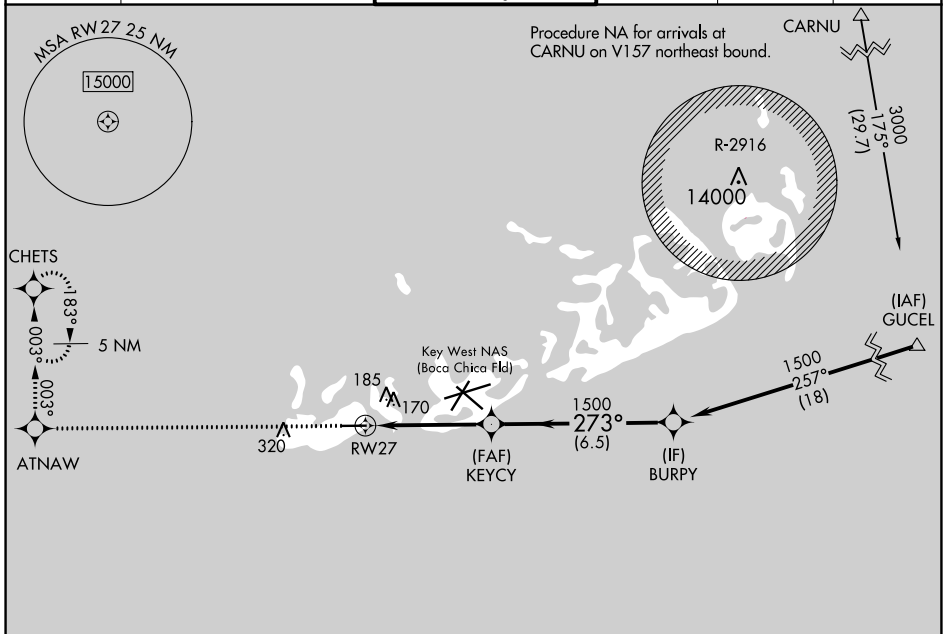 MSA RW27 25 NM
15000
Procedure NA for arrivals at
CARNU on V157 northeast bound.
CARNU
3000
175°
(29.7)
R-2916
14000
CHETS
183°
003°
5 NM
003°
ATNAW
(IAF)
GUCEL
1500
257°
(18)
Key West NAS
(Boca Chica Fld)
185
170
320
RW27
(FAF)
KEYCY
1500
273°
(6.5)
(IF)
BURPY